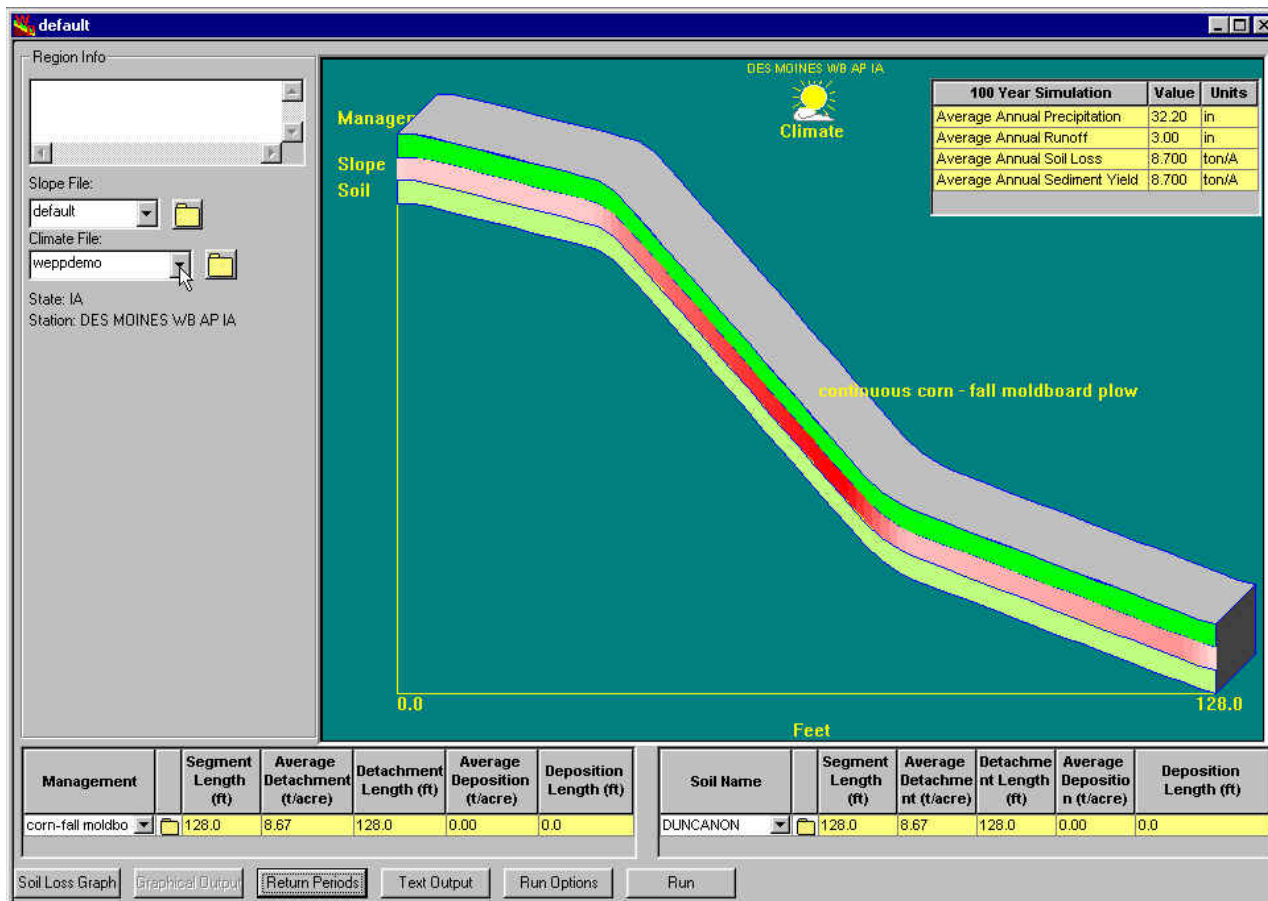 default
Region Info
Slope File:
default
Climate File:
weppdemo
State: IA
Station: DES MOINES WB AP IA
DES MOINES WB AP IA
Climate
Manager
Slope
Soil
100 Year Simulation Value Units
Average Annual Precipitation 32.20 in
Average Annual Runoff 3.00 in
Average Annual Soil Loss 8.700 ton/A
Average Annual Sediment Yield 8.700 ton/A
continuous corn - fall moldboard plow
0.0
128.0
Feet
Management
Segment Length (ft)
Average Detachment (t/acre)
Detachment Length (ft)
Average Deposition (t/acre)
Deposition Length (ft)
corn-fall moldbo 128.0 8.67 128.0 0.00 0.0
Soil Name
Segment Length (ft)
Average Detachme nt (t/acre)
Detachme nt Length (ft)
Average Depositio n (t/acre)
Deposition Length (ft)
DUNCANON 128.0 8.67 128.0 0.00 0.0
Soil Loss Graph
Graphical Output
Return Periods
Text Output
Run Options
Run